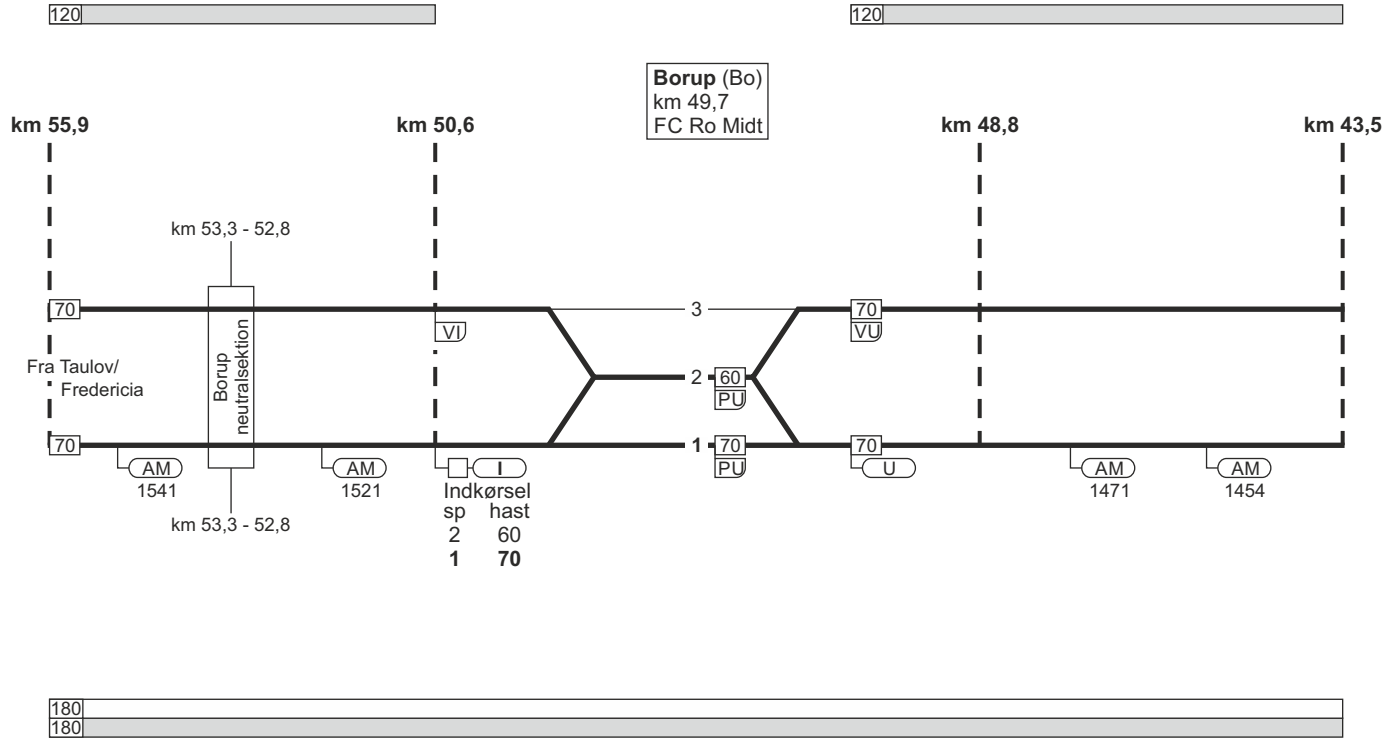 120
120
Borup (Bo)
km 49,7
FC Ro Midt
km 55,9
km 50,6
km 48,8
km 43,5
km 53,3 - 52,8
70
3
70
VI
VU
Fra Taulov/
Fredericia
Borup
neutralsektion
2
60
PU
70
1
70
70
AM
1541
AM
1521
I
PU
U
AM
1471
AM
1454
km 53,3 - 52,8
Indkørsel
sp hast
2 60
1 70
180
180